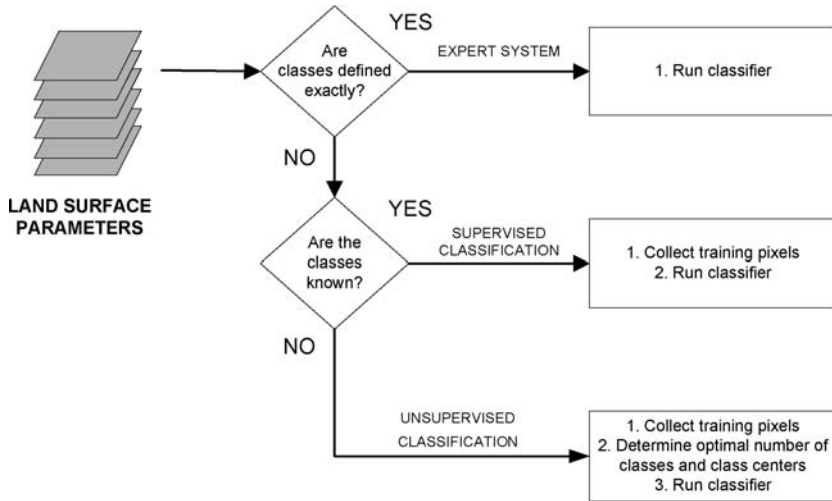 YES
Are
classes defined
exactly?
EXPERT SYSTEM
1. Run classifier
NO
LAND SURFACE
PARAMETERS
YES
Are the
classes
known?
SUPERVISED
CLASSIFICATION
1. Collect training pixels
2. Run classifier
NO
UNSUPERVISED
CLASSIFICATION
1. Collect training pixels
2. Determine optimal number of
classes and class centers
3. Run classifier